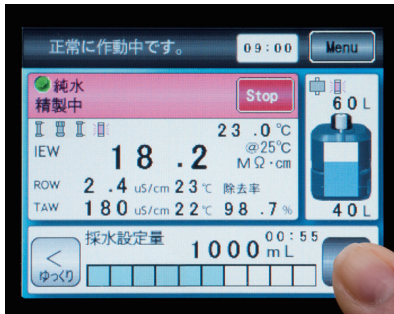 正常に作動中です。 09:00 Menu
純水
精製中 Stop
60L
23.0℃
IEW 18.2 @25℃
MΩ·cm
ROW 2.4 uS/cm 23℃ 除去率
TAW 180 uS/cm 22℃ 98.7%
40L
採水設定量 00:55
1000mL
<
ゆっくり